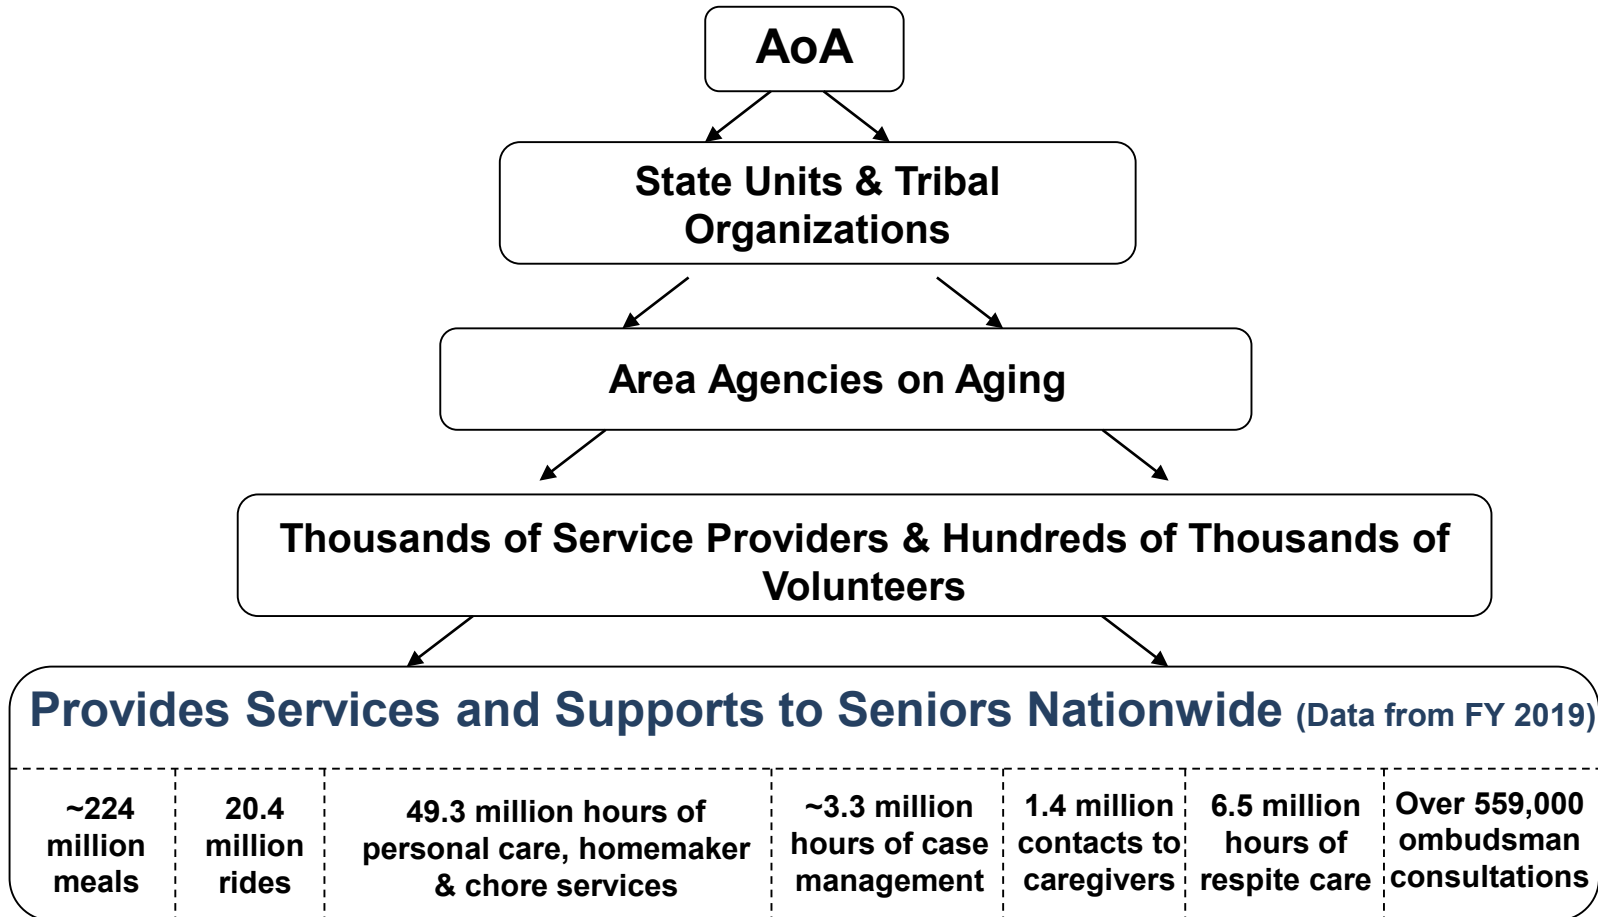 AoA
State Units & Tribal
Organizations
Area Agencies on Aging
Thousands of Service Providers & Hundreds of Thousands of
Volunteers
Provides Services and Supports to Seniors Nationwide (Data from FY 2019)
~224
million
meals
20.4
million
rides
49.3 million hours of
personal care, homemaker
& chore services
~3.3 million
hours of case
management
1.4 million
contacts to
caregivers
6.5 million
hours of
respite care
Over 559,000
ombudsman
consultations